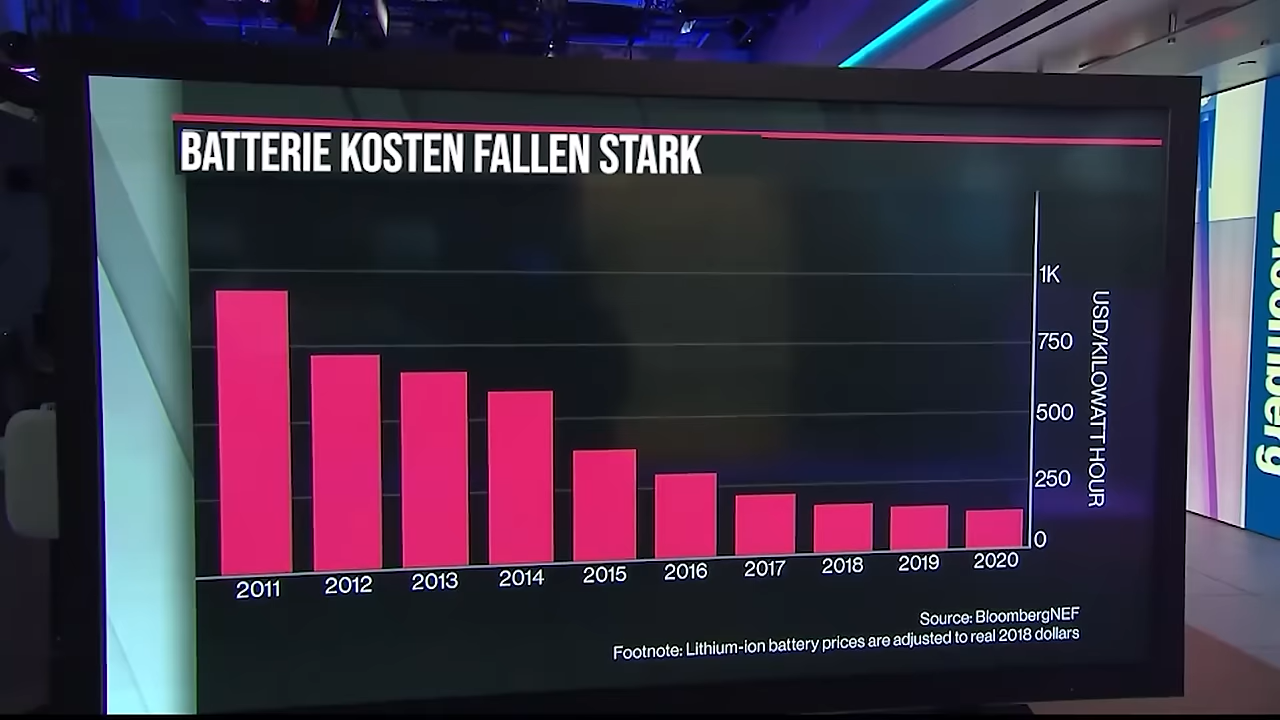 BATTERIE KOSTEN FALLEN STARK
1K
750
500
250
0
USD/KILOWATT HOUR
2011 2012 2013 2014 2015 2016 2017 2018 2019 2020
Source: BloombergNEF
Footnote: Lithium-ion battery prices are adjusted to real 2018 dollars
Bloomberg